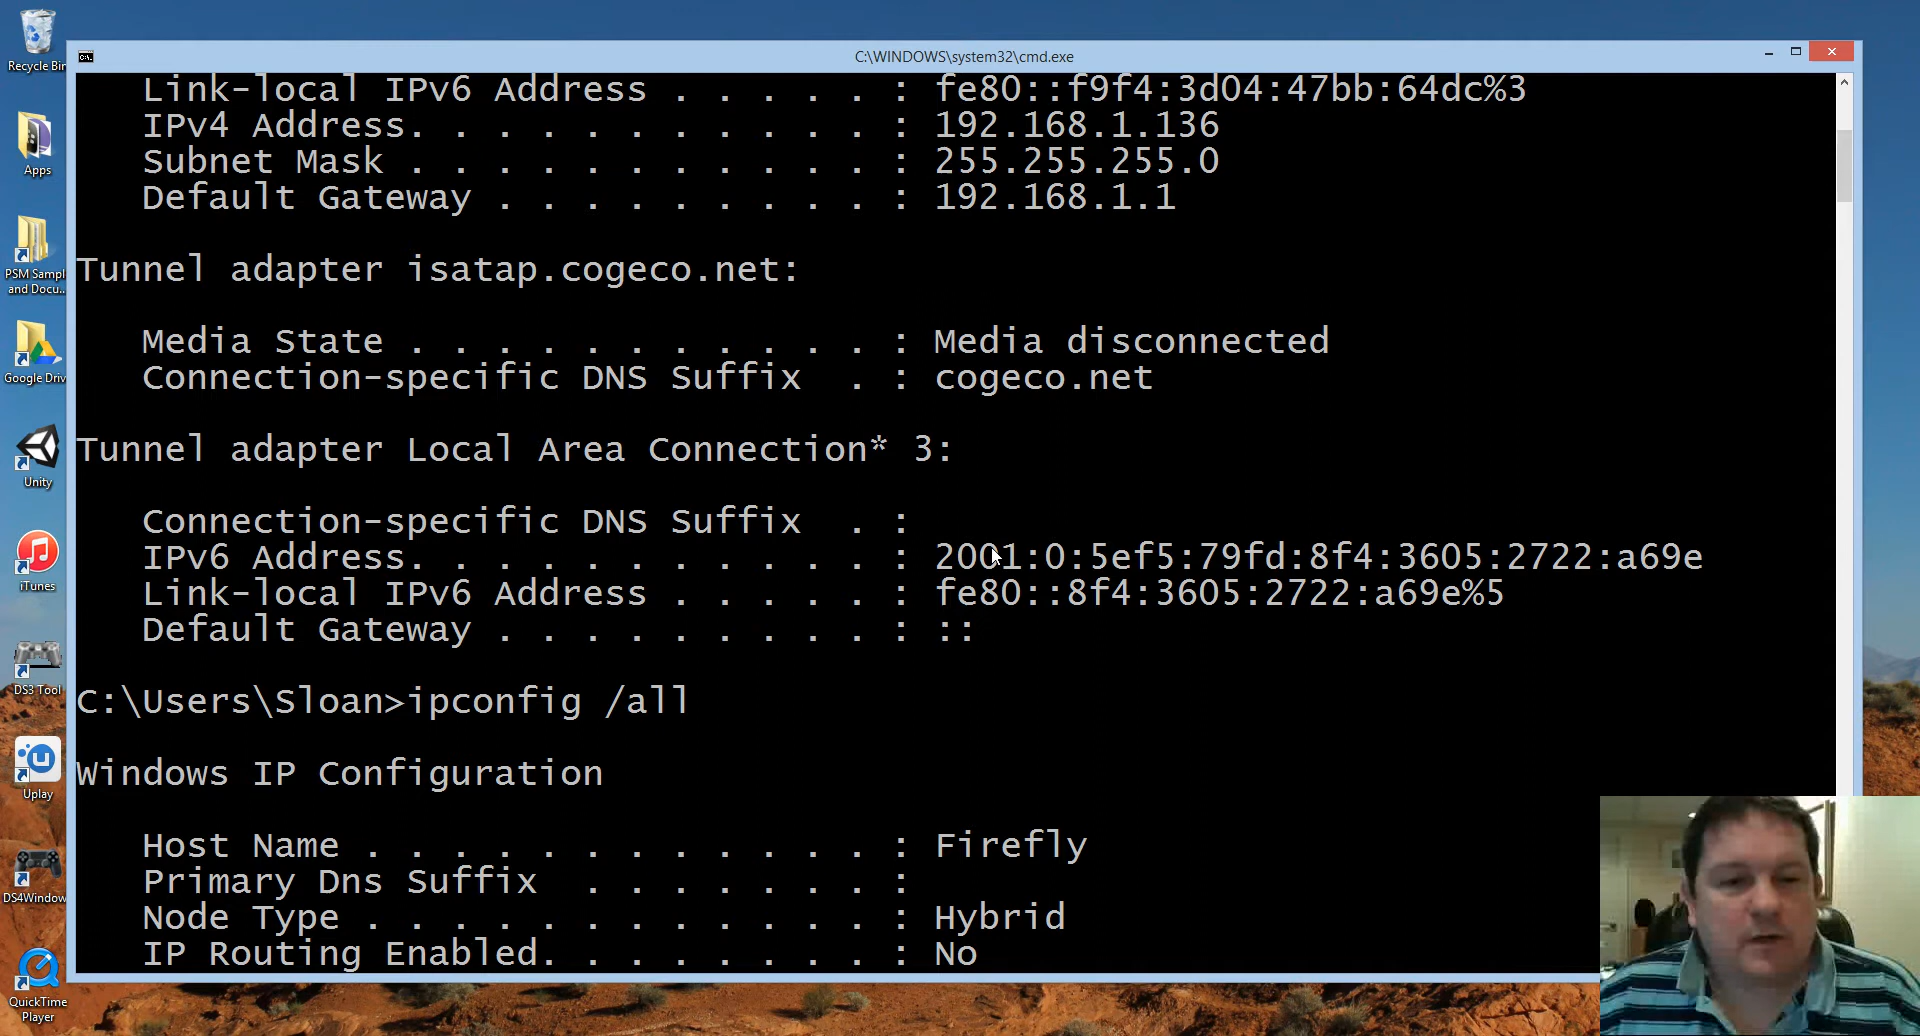 C:\WINDOWS\system32\cmd.exe
Link-local IPv6 Address . . . . . : fe80::f9f4:3d04:47bb:64dc%3
IPv4 Address. . . . . . . . . . . : 192.168.1.136
Subnet Mask . . . . . . . . . . . : 255.255.255.0
Default Gateway . . . . . . . . . : 192.168.1.1
Tunnel adapter isatap.cogeco.net:
Media State . . . . . . . . . . . : Media disconnected
Connection-specific DNS Suffix  . : cogeco.net
Tunnel adapter Local Area Connection* 3:
Connection-specific DNS Suffix  . :
IPv6 Address. . . . . . . . . . . : 2001:0:5ef5:79fd:8f4:3605:2722:a69e
Link-local IPv6 Address . . . . . : fe80::8f4:3605:2722:a69e%5
Default Gateway . . . . . . . . . : ::
C:\Users\Sloan>ipconfig /all
Windows IP Configuration
Host Name . . . . . . . . . . . . : Firefly
Primary Dns Suffix  . . . . . . . :
Node Type . . . . . . . . . . . . : Hybrid
IP Routing Enabled. . . . . . . . : No
Recycle Bin
Apps
PSM Sampl
and Docu...
Google Driv
Unity
iTunes
DS3 Tool
Uplay
DS4Window
QuickTime
Player